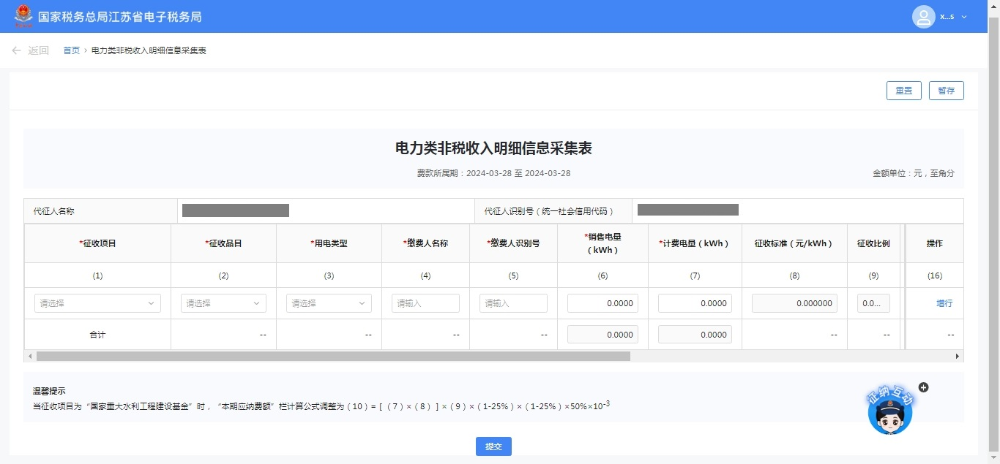 国家税务总局江苏省电子税务局
x...s
返回 首页 › 电力类非税收入明细信息采集表
重置 暂存
电力类非税收入明细信息采集表
费款所属期：2024-03-28 至 2024-03-28
金额单位：元，至角分
代征人名称 代征人识别号（统一社会信用代码）
*征收项目 *征收品目 *用电类型 *缴费人名称 *缴费人识别号 *销售电量（kWh） *计费电量（kWh） 征收标准（元/kWh） 征收比例 操作
(1) (2) (3) (4) (5) (6) (7) (8) (9) (16)
请选择 请选择 请选择 请输入 请输入 0.0000 0.0000 0.000000 0.0... 增行
合计 -- -- -- -- 0.0000 0.0000 -- -- --
温馨提示
当征收项目为“国家重大水利工程建设基金”时，“本期应纳费额”栏计算公式调整为（10）=［（7）×（8）］×（9）×（1-25%）×（1-25%）×50%×10⁻³
征纳互动
提交